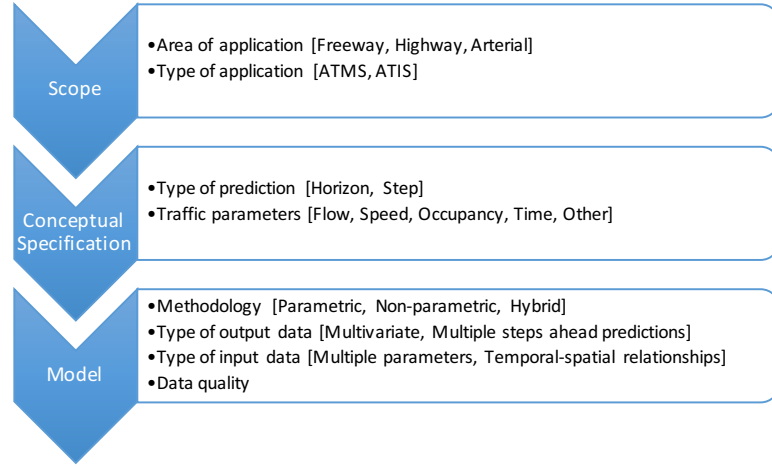 Scope
•Area of application [Freeway, Highway, Arterial]
•Type of application [ATMS, ATIS]
Conceptual
Specification
•Type of prediction [Horizon, Step]
•Traffic parameters [Flow, Speed, Occupancy, Time, Other]
Model
•Methodology [Parametric, Non-parametric, Hybrid]
•Type of output data [Multivariate, Multiple steps ahead predictions]
•Type of input data [Multiple parameters, Temporal-spatial relationships]
•Data quality